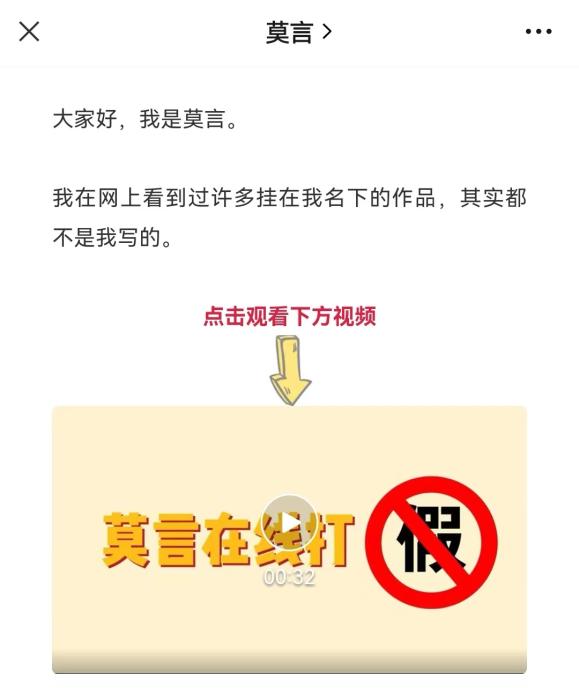 莫言
大家好，我是莫言。
我在网上看到过许多挂在我名下的作品，其实都
不是我写的。
点击观看下方视频
莫言在线打假
00:32